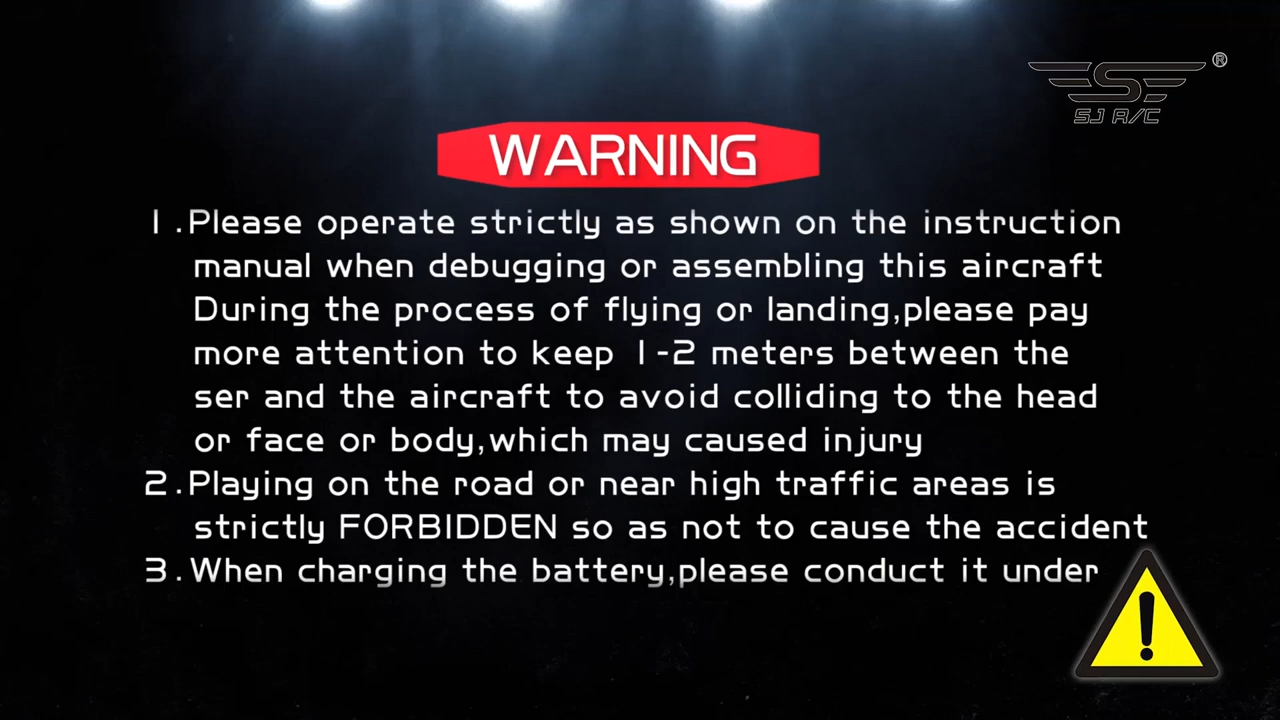 SJ R/C ®
WARNING
1.Please operate strictly as shown on the instruction
manual when debugging or assembling this aircraft
During the process of flying or landing,please pay
more attention to keep 1-2 meters between the
ser and the aircraft to avoid colliding to the head
or face or body,which may caused injury
2.Playing on the road or near high traffic areas is
strictly FORBIDDEN so as not to cause the accident
3.When charging the battery,please conduct it under